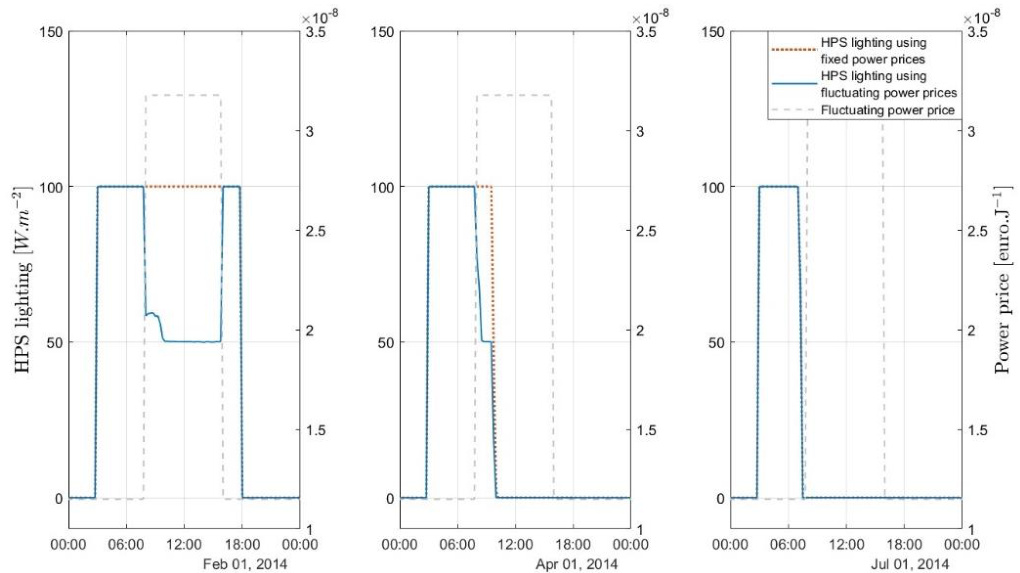 ×10⁻⁸
×10⁻⁸
×10⁻⁸
150
3.5
150
3.5
150
3.5
HPS lighting using
fixed power prices
HPS lighting using
fluctuating power prices
Fluctuating power price
3
3
3
100
100
100
2.5
2.5
2.5
HPS lighting [W.m⁻²]
Power price [euro.J⁻¹]
2
2
2
50
50
50
1.5
1.5
1.5
0
0
0
1
1
1
00:00 06:00 12:00 18:00 00:00
00:00 06:00 12:00 18:00 00:00
00:00 06:00 12:00 18:00 00:00
Feb 01, 2014
Apr 01, 2014
Jul 01, 2014